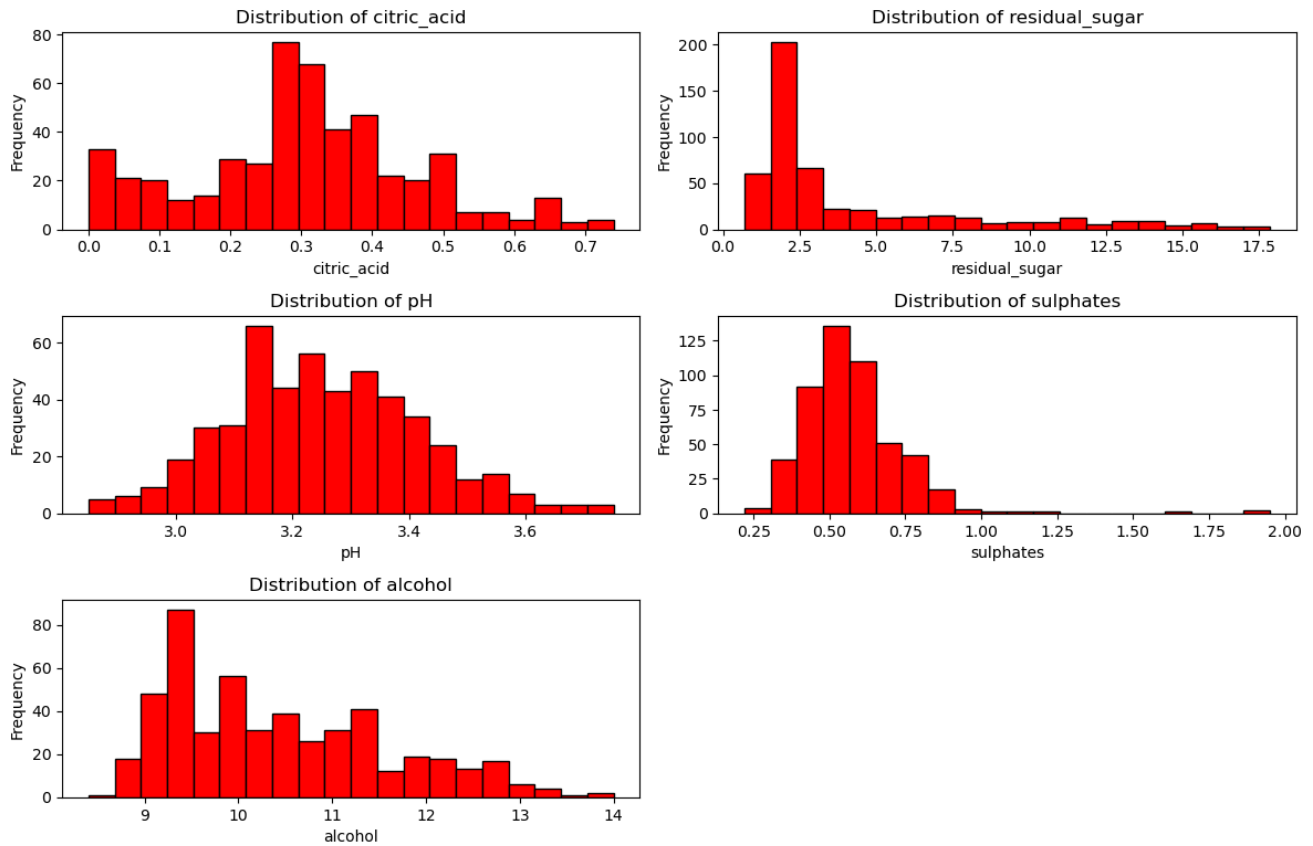 Distribution of citric_acid
80
60
40
20
0
Frequency
0.0 0.1 0.2 0.3 0.4 0.5 0.6 0.7
citric_acid
Distribution of residual_sugar
200
150
100
50
0
Frequency
0.0 2.5 5.0 7.5 10.0 12.5 15.0 17.5
residual_sugar
Distribution of pH
60
40
20
0
Frequency
3.0 3.2 3.4 3.6
pH
Distribution of sulphates
125
100
75
50
25
0
Frequency
0.25 0.50 0.75 1.00 1.25 1.50 1.75 2.00
sulphates
Distribution of alcohol
80
60
40
20
0
Frequency
9 10 11 12 13 14
alcohol